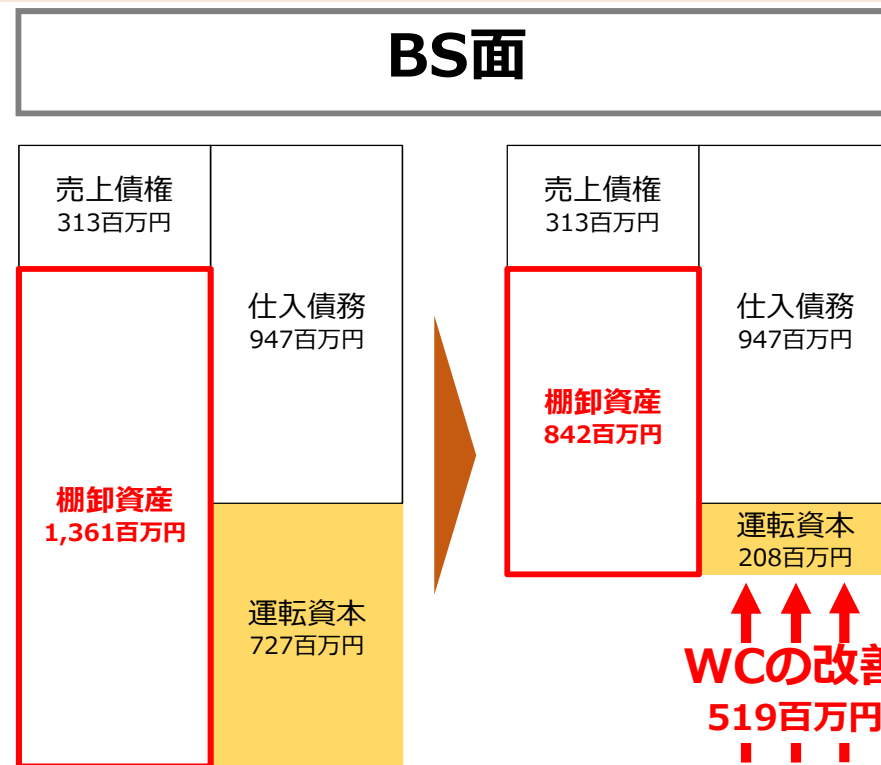 BS面
売上債権
313百万円
仕入債務
947百万円
棚卸資産
1,361百万円
運転資本
727百万円
売上債権
313百万円
仕入債務
947百万円
棚卸資産
842百万円
運転資本
208百万円
WCの改善
519百万円